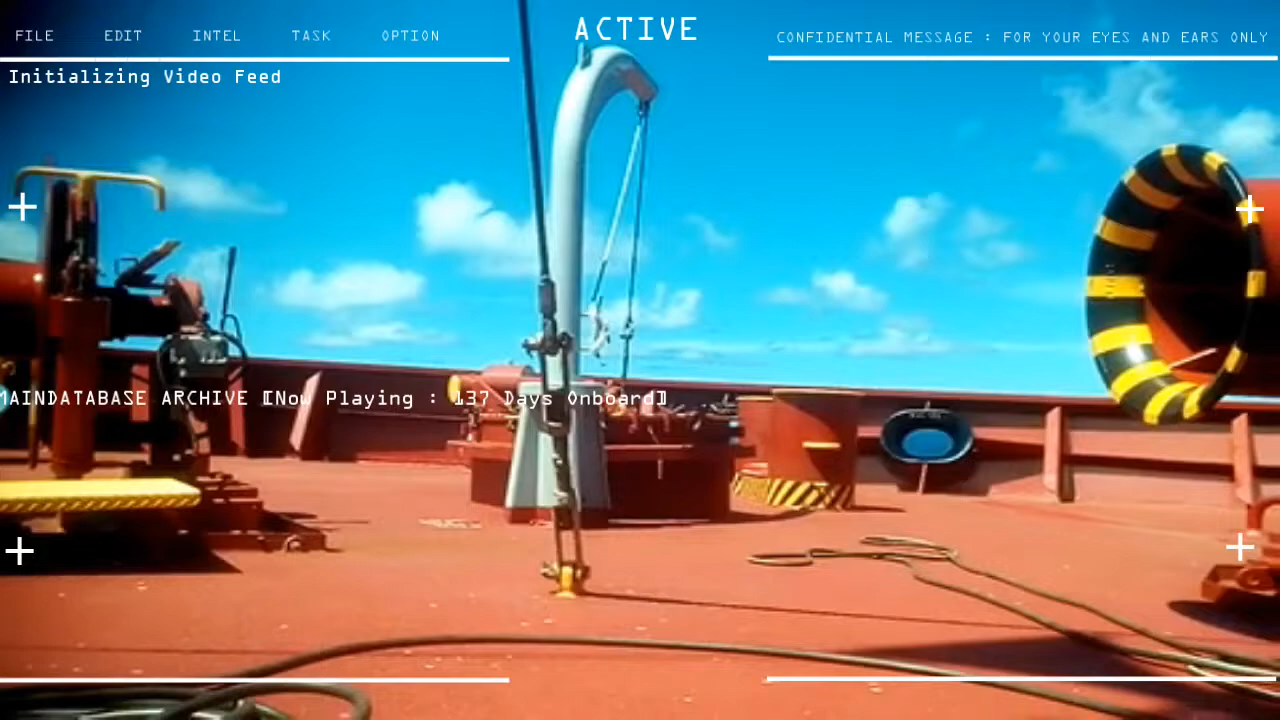 FILE EDIT INTEL TASK OPTION
ACTIVE
CONFIDENTIAL MESSAGE : FOR YOUR EYES AND EARS ONLY
Initializing Video Feed
MAINDATABASE ARCHIVE [Now Playing : 137 Days Onboard]